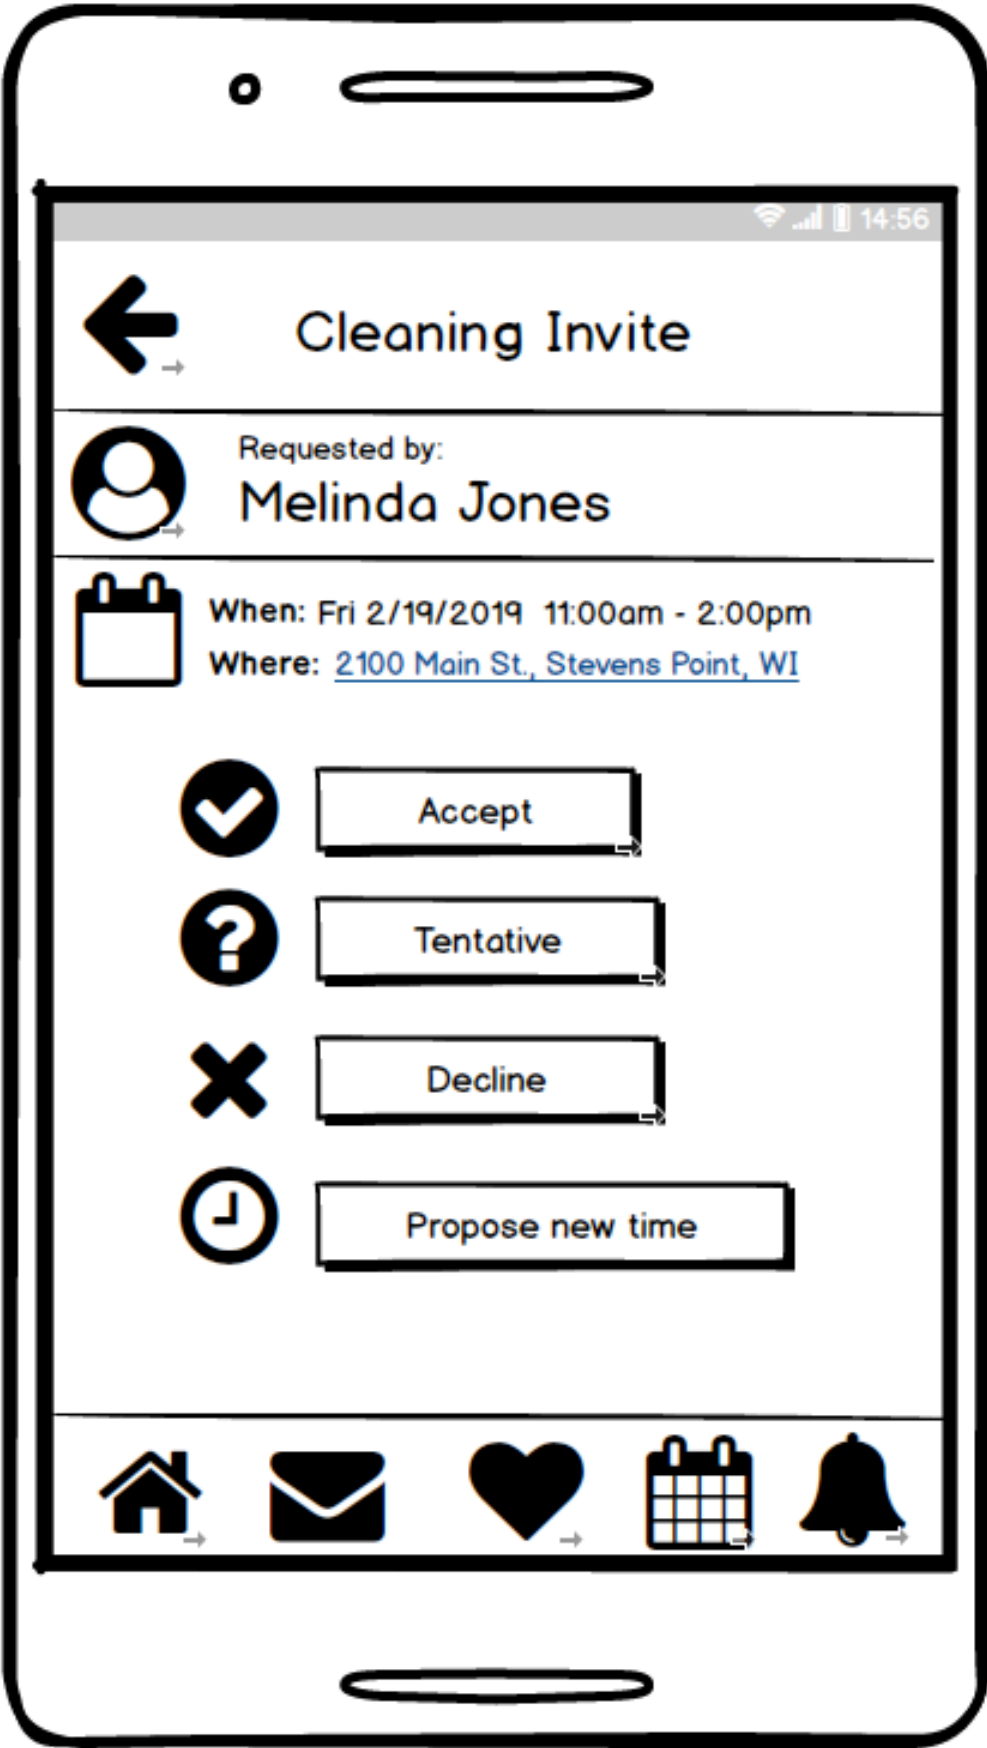 14:56
Cleaning Invite
Requested by:
Melinda Jones
When: Fri 2/19/2019 11:00am - 2:00pm
Where: 2100 Main St., Stevens Point, WI
Accept
Tentative
Decline
Propose new time